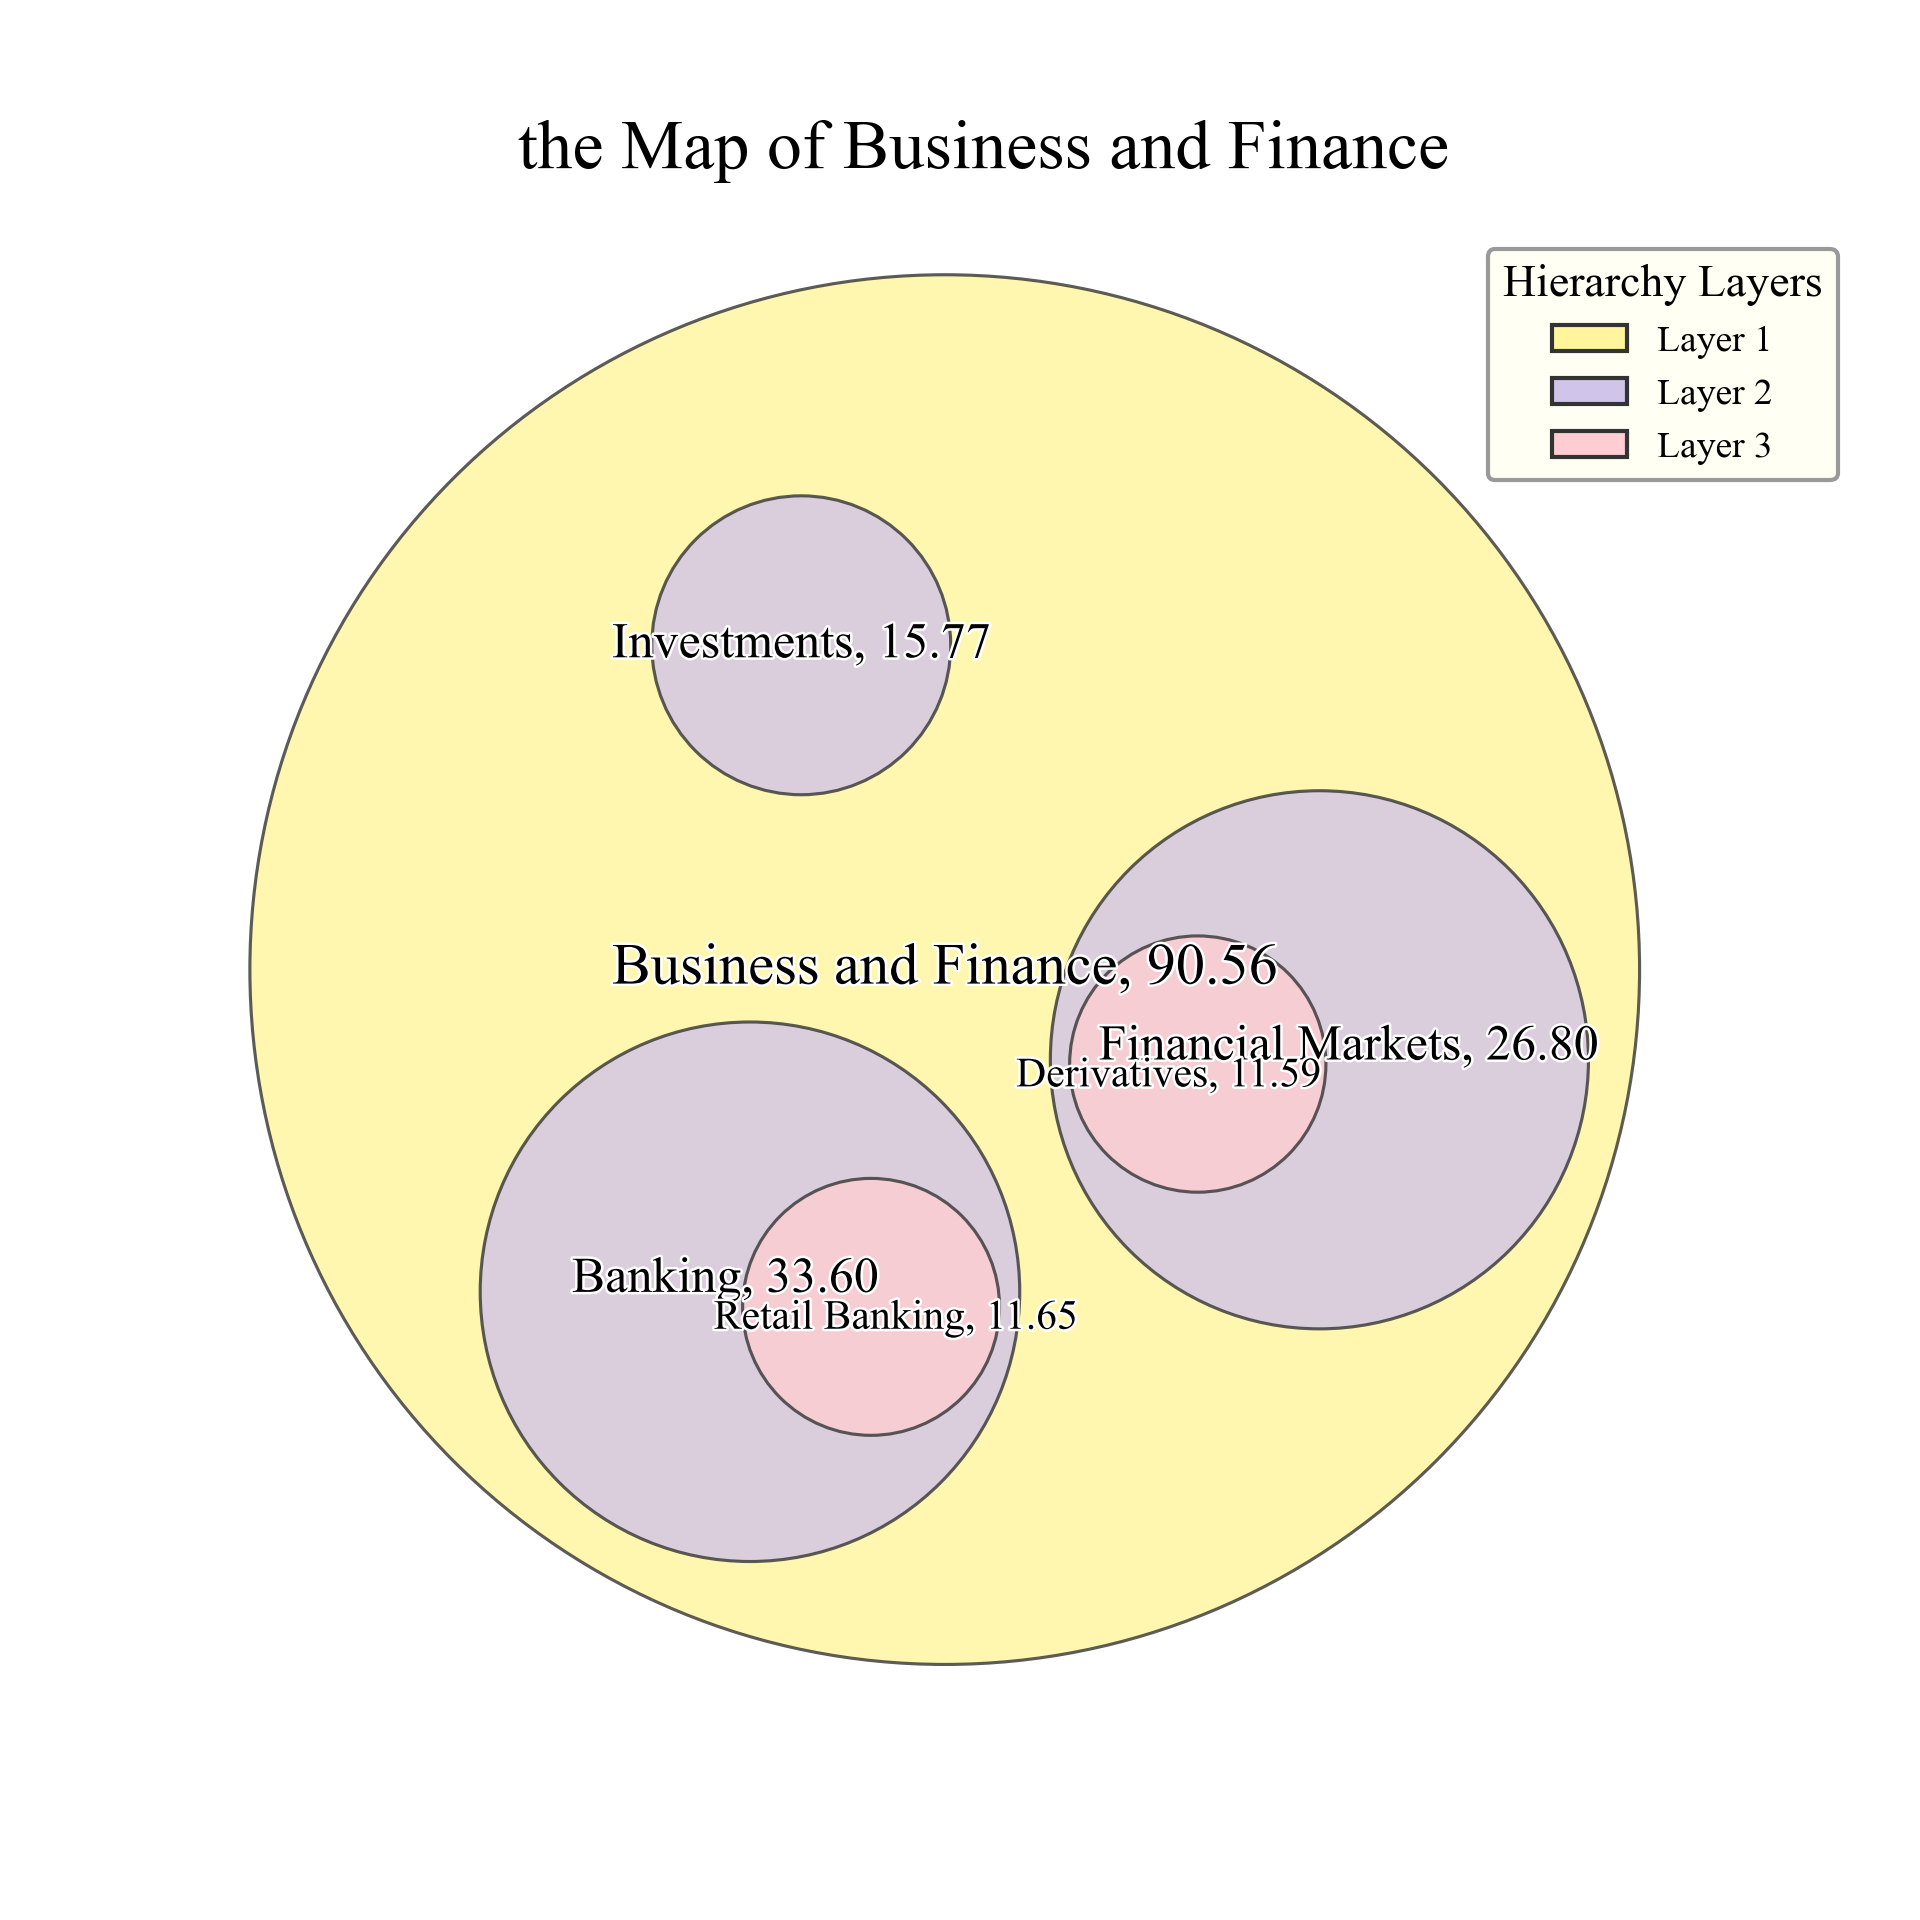 the Map of Business and Finance
Hierarchy Layers
Layer 1
Layer 2
Layer 3
Investments, 15.77
Business and Finance, 90.56
Financial Markets, 26.80
Derivatives, 11.59
Banking, 33.60
Retail Banking, 11.65